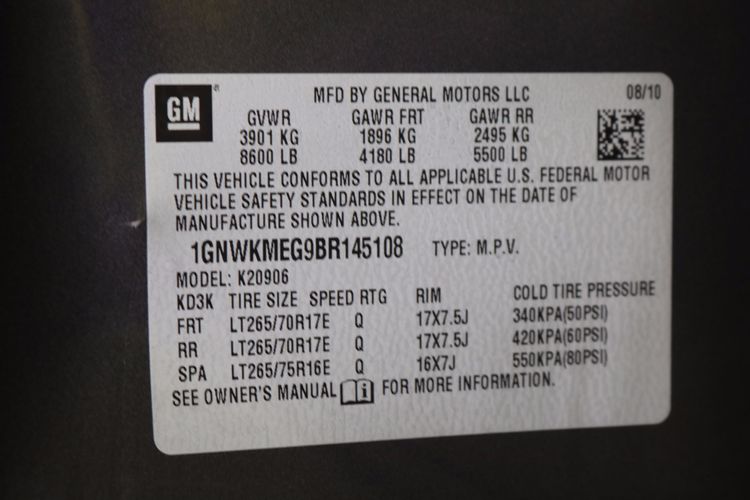 GM
MFD BY GENERAL MOTORS LLC 08/10
GVWR GAWR FRT GAWR RR
3901 KG 1896 KG 2495 KG
8600 LB 4180 LB 5500 LB
THIS VEHICLE CONFORMS TO ALL APPLICABLE U.S. FEDERAL MOTOR
VEHICLE SAFETY STANDARDS IN EFFECT ON THE DATE OF
MANUFACTURE SHOWN ABOVE.
1GNWKMEG9BR145108 TYPE: M.P.V.
MODEL: K20906
KD3K TIRE SIZE SPEED RTG RIM COLD TIRE PRESSURE
FRT LT265/70R17E Q 17X7.5J 340KPA(50PSI)
RR LT265/70R17E Q 17X7.5J 420KPA(60PSI)
SPA LT265/75R16E Q 16X7J 550KPA(80PSI)
SEE OWNER'S MANUAL i FOR MORE INFORMATION.